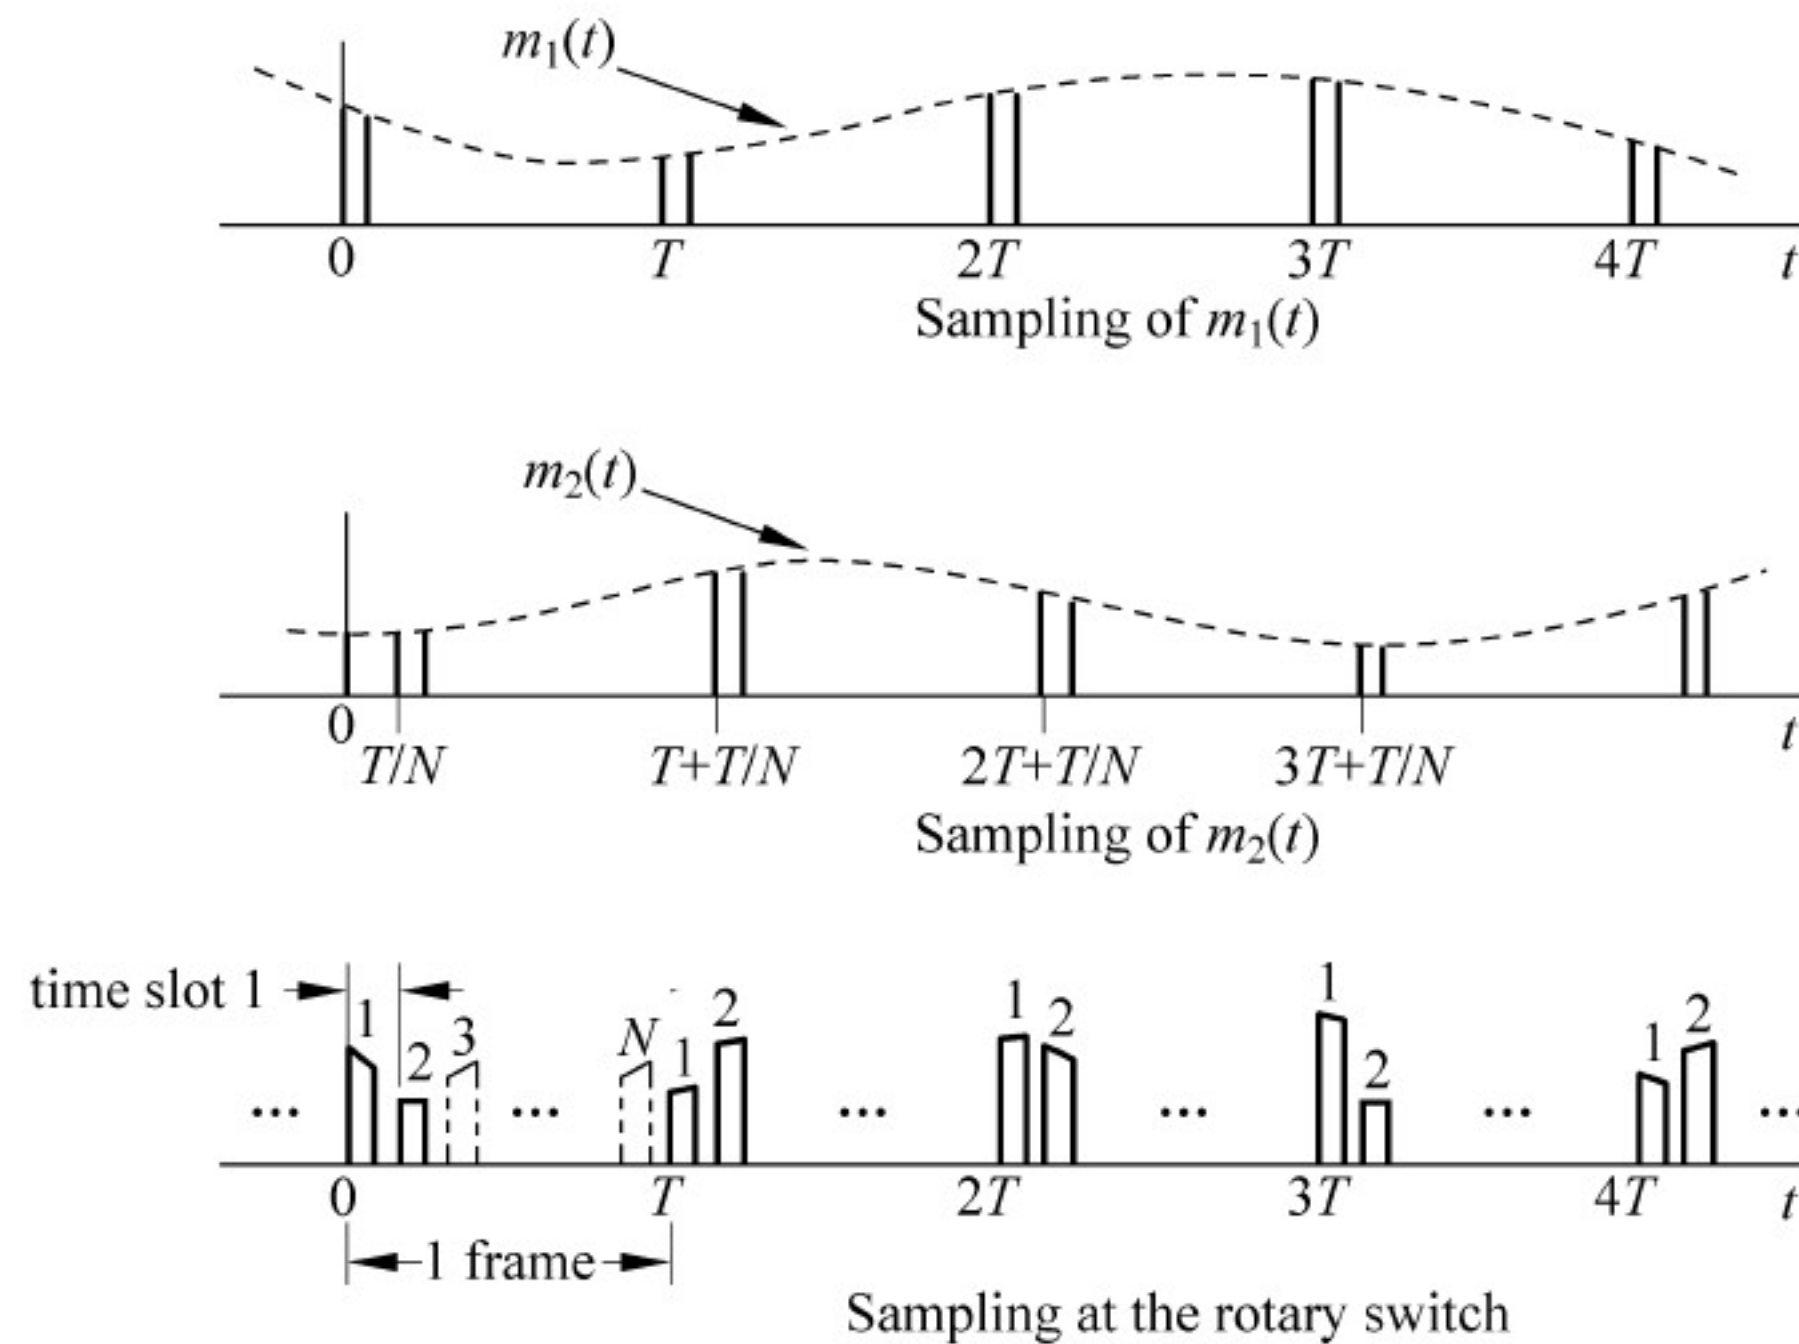 m₁(t)
0 T 2T 3T 4T t
Sampling of m₁(t)
m₂(t)
0 t
T/N T+T/N 2T+T/N 3T+T/N
Sampling of m₂(t)
time slot 1
1 2 3 N 1 2 1 2 1 2 1 2
... ... ... ... ... ...
0 T 2T 3T 4T t
1 frame
Sampling at the rotary switch